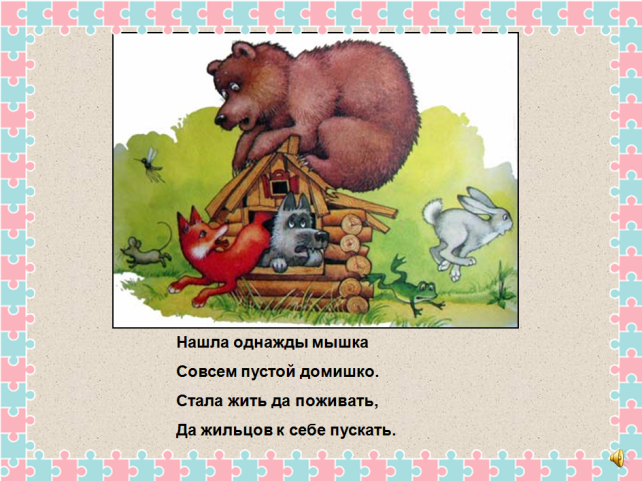 Нашла однажды мышка
Совсем пустой домишко.
Стала жить да поживать,
Да жильцов к себе пускать.